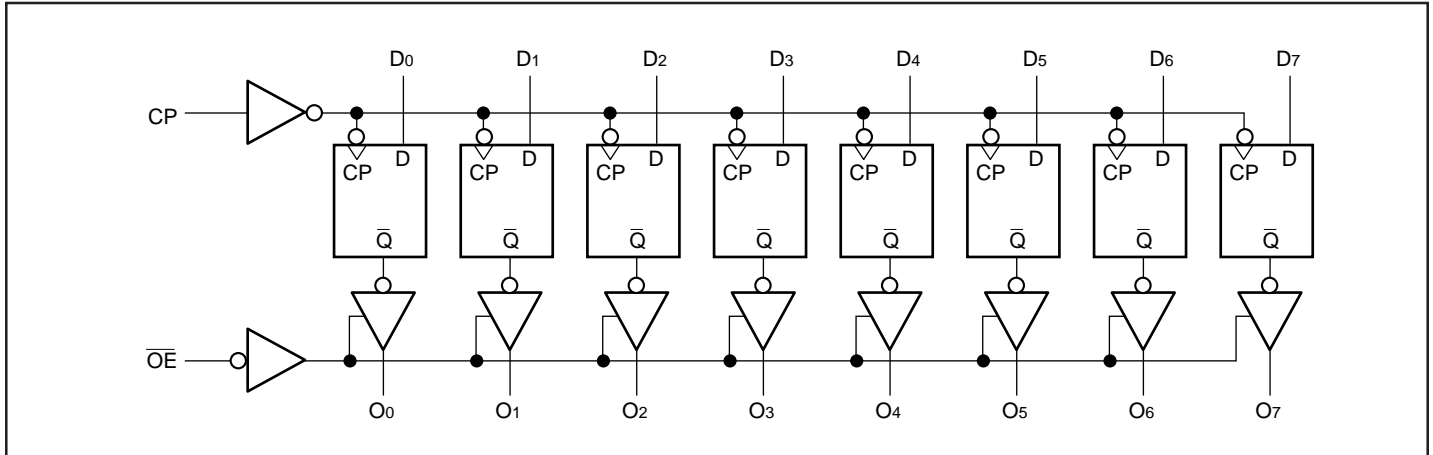 D0 D1 D2 D3 D4 D5 D6 D7
CP
CP D CP D CP D CP D CP D CP D CP D CP D
Q̅ Q̅ Q̅ Q̅ Q̅ Q̅ Q̅ Q̅
O̅E̅
O0 O1 O2 O3 O4 O5 O6 O7